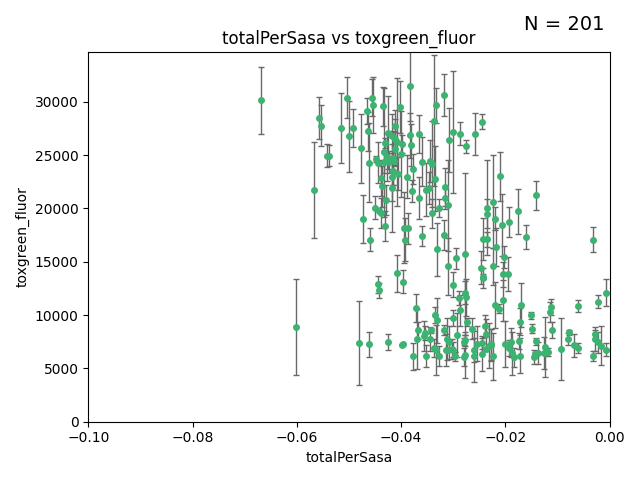 N = 201
totalPerSasa vs toxgreen_fluor
toxgreen_fluor
30000
25000
20000
15000
10000
5000
0
−0.10 −0.08 −0.06 −0.04 −0.02 0.00
totalPerSasa